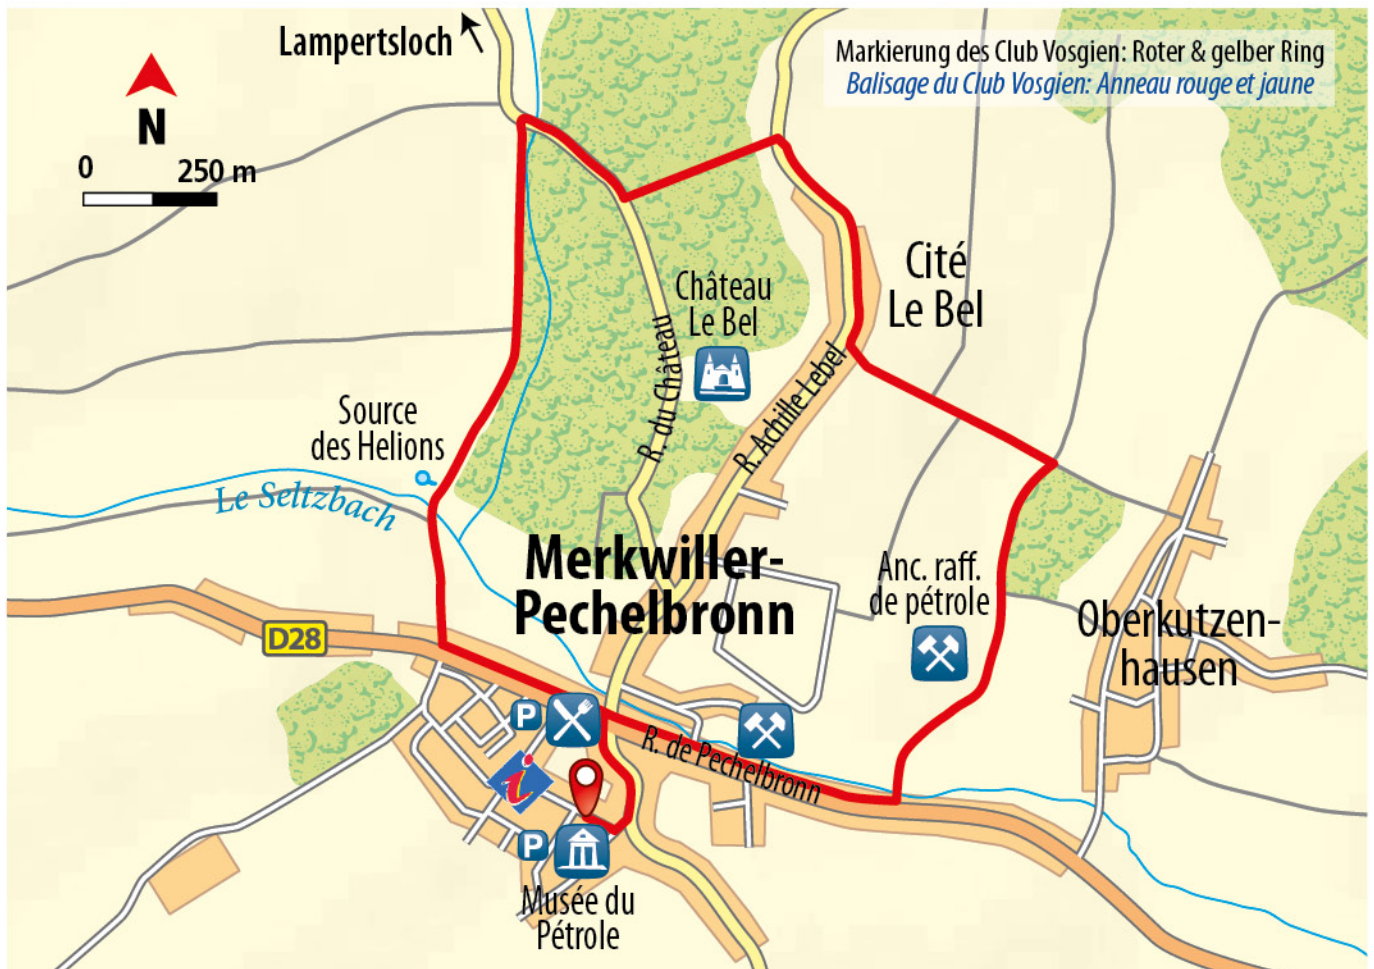 Lampertsloch
Markierung des Club Vosgien: Roter & gelber Ring
Balisage du Club Vosgien: Anneau rouge et jaune
N
0 250 m
Cité
Le Bel
Château
Le Bel
R. du Château
R. Achille Lebel
Source
des Helions
Le Seltzbach
Merkwiller-
Pechelbronn
Anc. raff.
de pétrole
Oberkutzen-
hausen
D28
P
R. de Pechelbronn
i
P
Musée du
Pétrole